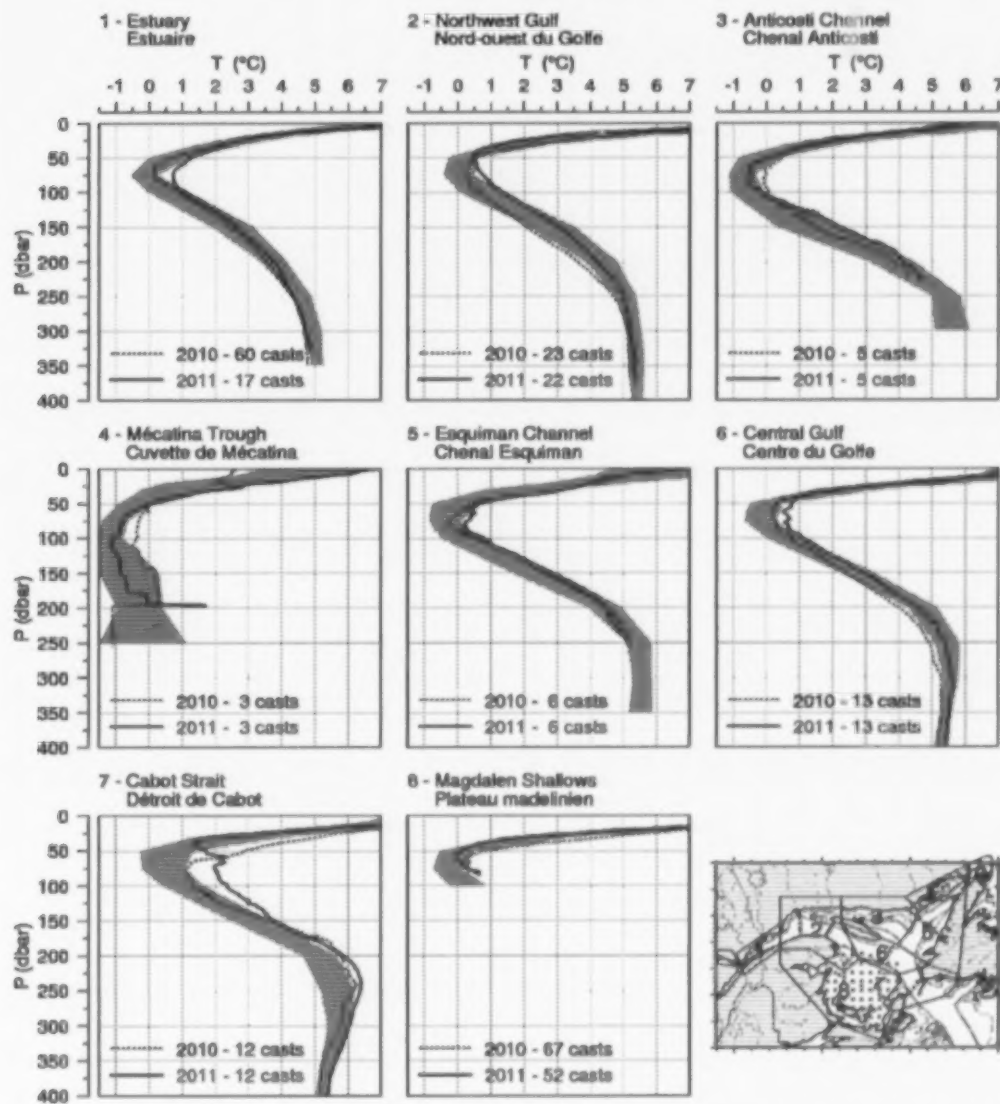 1 - Estuary
Estuaire
2 - Northwest Gulf
Nord-ouest du Golfe
3 - Anticosti Channel
Chenal Anticosti
T (°C)
T (°C)
T (°C)
-1 0 1 2 3 4 5 6 7
-1 0 1 2 3 4 5 6 7
-1 0 1 2 3 4 5 6 7
P (dbar)
0
50
100
150
200
250
300
350
400
2010 - 60 casts
2011 - 17 casts
2010 - 23 casts
2011 - 22 casts
2010 - 5 casts
2011 - 5 casts
4 - Mécatina Trough
Cuvette de Mécatina
5 - Esquiman Channel
Chenal Esquiman
6 - Central Gulf
Centre du Golfe
P (dbar)
0
50
100
150
200
250
300
350
400
2010 - 3 casts
2011 - 3 casts
2010 - 6 casts
2011 - 6 casts
2010 - 13 casts
2011 - 13 casts
7 - Cabot Strait
Détroit de Cabot
8 - Magdalen Shallows
Plateau madelinien
P (dbar)
0
50
100
150
200
250
300
350
400
2010 - 12 casts
2011 - 12 casts
2010 - 67 casts
2011 - 52 casts